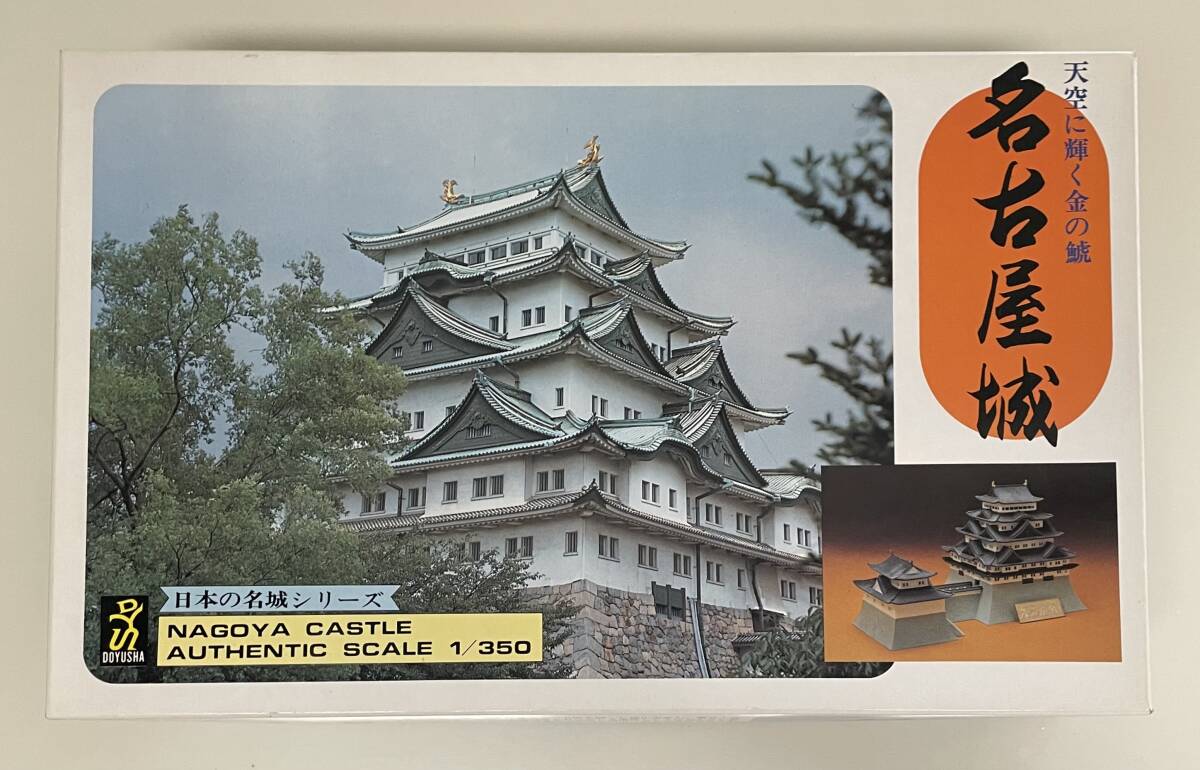 天空に輝く金の鯱
名古屋城
日本の名城シリーズ
NAGOYA CASTLE
AUTHENTIC SCALE 1/350
DOYUSHA